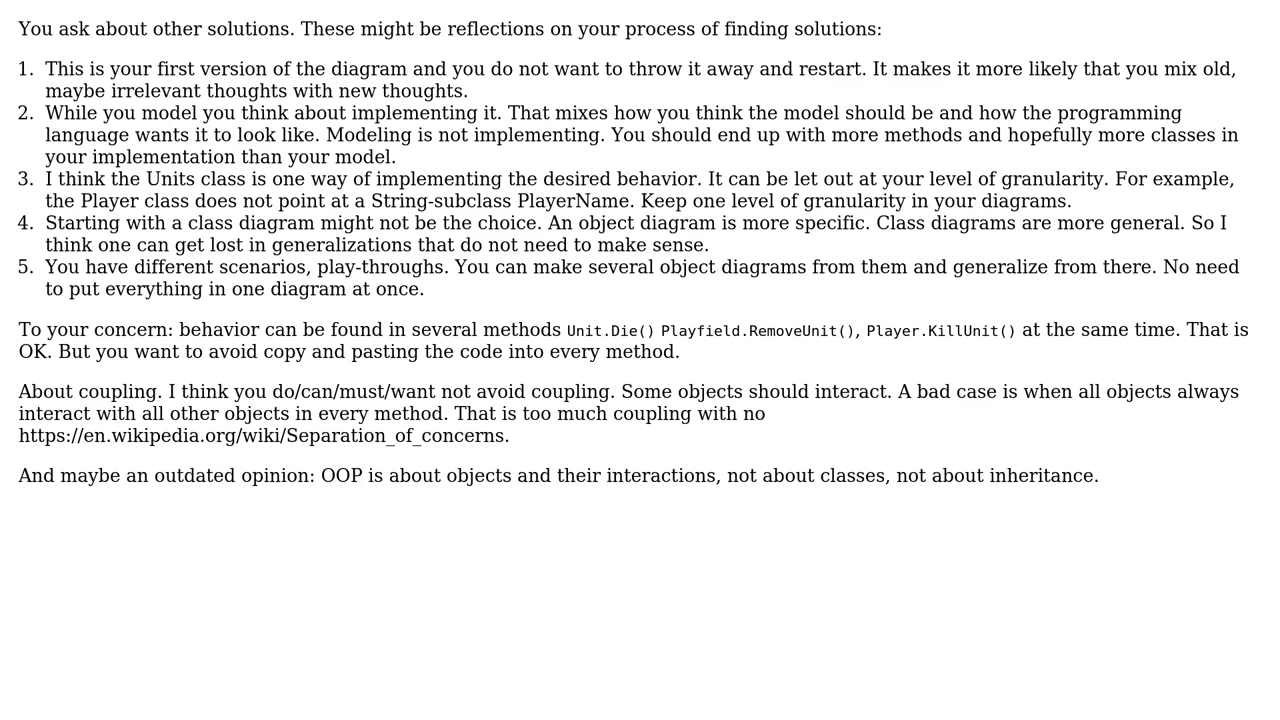 You ask about other solutions. These might be reflections on your process of finding solutions:
1. This is your first version of the diagram and you do not want to throw it away and restart. It makes it more likely that you mix old,
maybe irrelevant thoughts with new thoughts.
2. While you model you think about implementing it. That mixes how you think the model should be and how the programming
language wants it to look like. Modeling is not implementing. You should end up with more methods and hopefully more classes in
your implementation than your model.
3. I think the Units class is one way of implementing the desired behavior. It can be let out at your level of granularity. For example,
the Player class does not point at a String-subclass PlayerName. Keep one level of granularity in your diagrams.
4. Starting with a class diagram might not be the choice. An object diagram is more specific. Class diagrams are more general. So I
think one can get lost in generalizations that do not need to make sense.
5. You have different scenarios, play-throughs. You can make several object diagrams from them and generalize from there. No need
to put everything in one diagram at once.
To your concern: behavior can be found in several methods Unit.Die() Playfield.RemoveUnit(), Player.KillUnit() at the same time. That is
OK. But you want to avoid copy and pasting the code into every method.
About coupling. I think you do/can/must/want not avoid coupling. Some objects should interact. A bad case is when all objects always
interact with all other objects in every method. That is too much coupling with no
https://en.wikipedia.org/wiki/Separation_of_concerns.
And maybe an outdated opinion: OOP is about objects and their interactions, not about classes, not about inheritance.